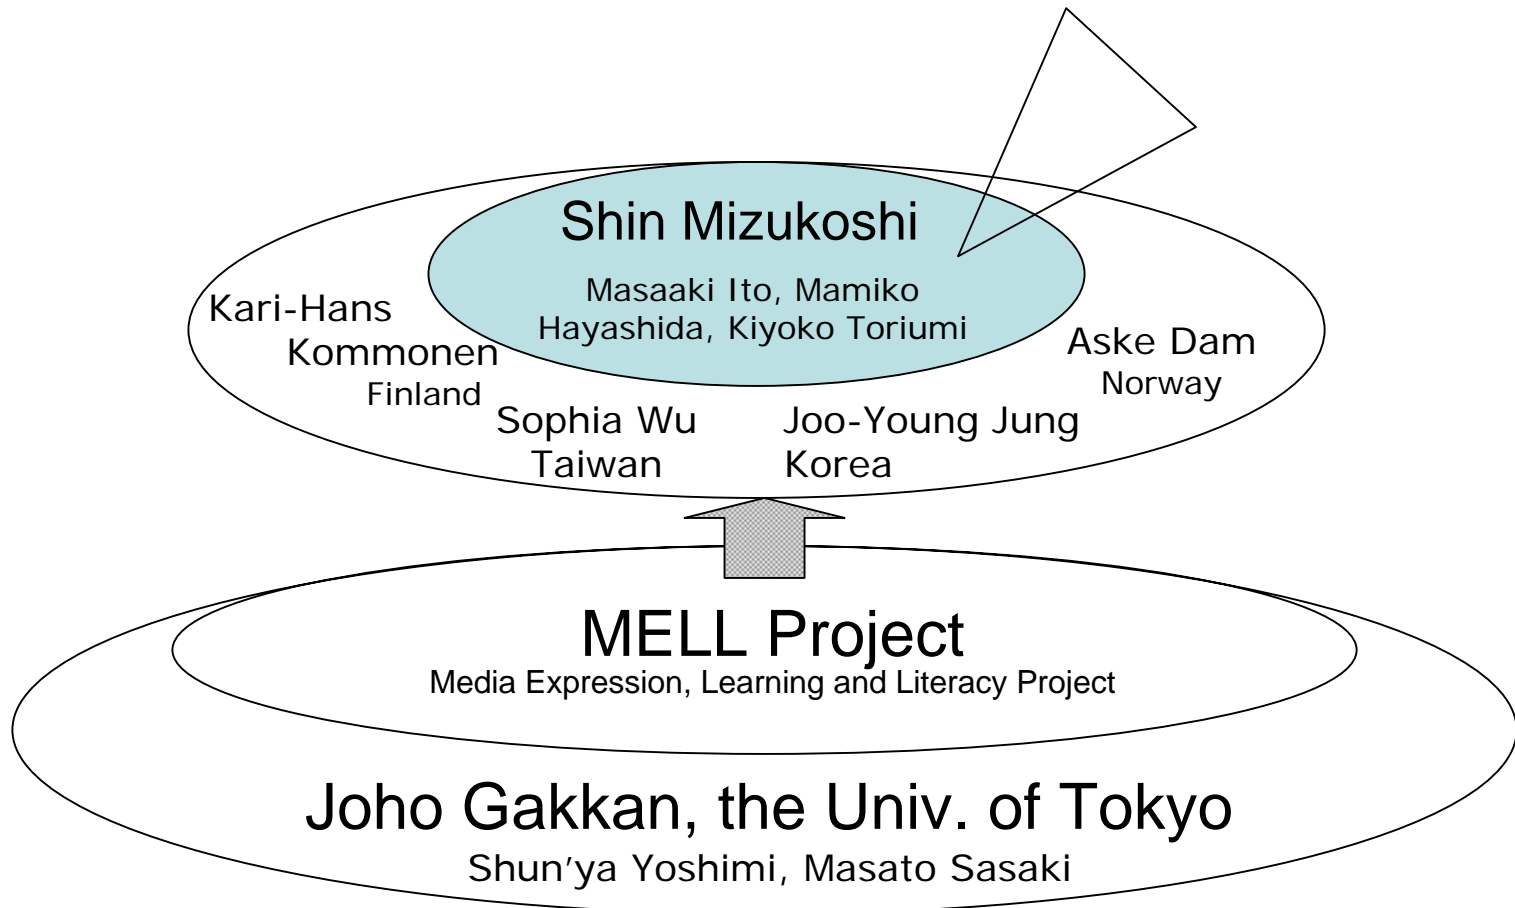 Shin Mizukoshi
Masaaki Ito, Mamiko
Hayashida, Kiyoko Toriumi
Kari-Hans
Kommonen
Finland
Aske Dam
Norway
Sophia Wu
Taiwan
Joo-Young Jung
Korea
MELL Project
Media Expression, Learning and Literacy Project
Joho Gakkan, the Univ. of Tokyo
Shun’ya Yoshimi, Masato Sasaki